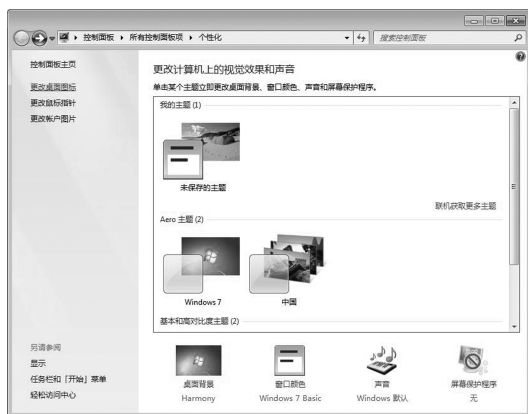 控制面板 ▸ 所有控制面板项 ▸ 个性化
搜索控制面板
控制面板主页
更改桌面图标
更改鼠标指针
更改帐户图片
更改计算机上的视觉效果和声音
单击某个主题立即更改桌面背景、窗口颜色、声音和屏幕保护程序。
我的主题 (1)
未保存的主题
联机获取更多主题
Aero 主题 (2)
Windows 7
中国
基本和高对比度主题 (2)
另请参阅
显示
任务栏和「开始」菜单
轻松访问中心
桌面背景
Harmony
窗口颜色
Windows 7 Basic
声音
Windows 默认
屏幕保护程序
无